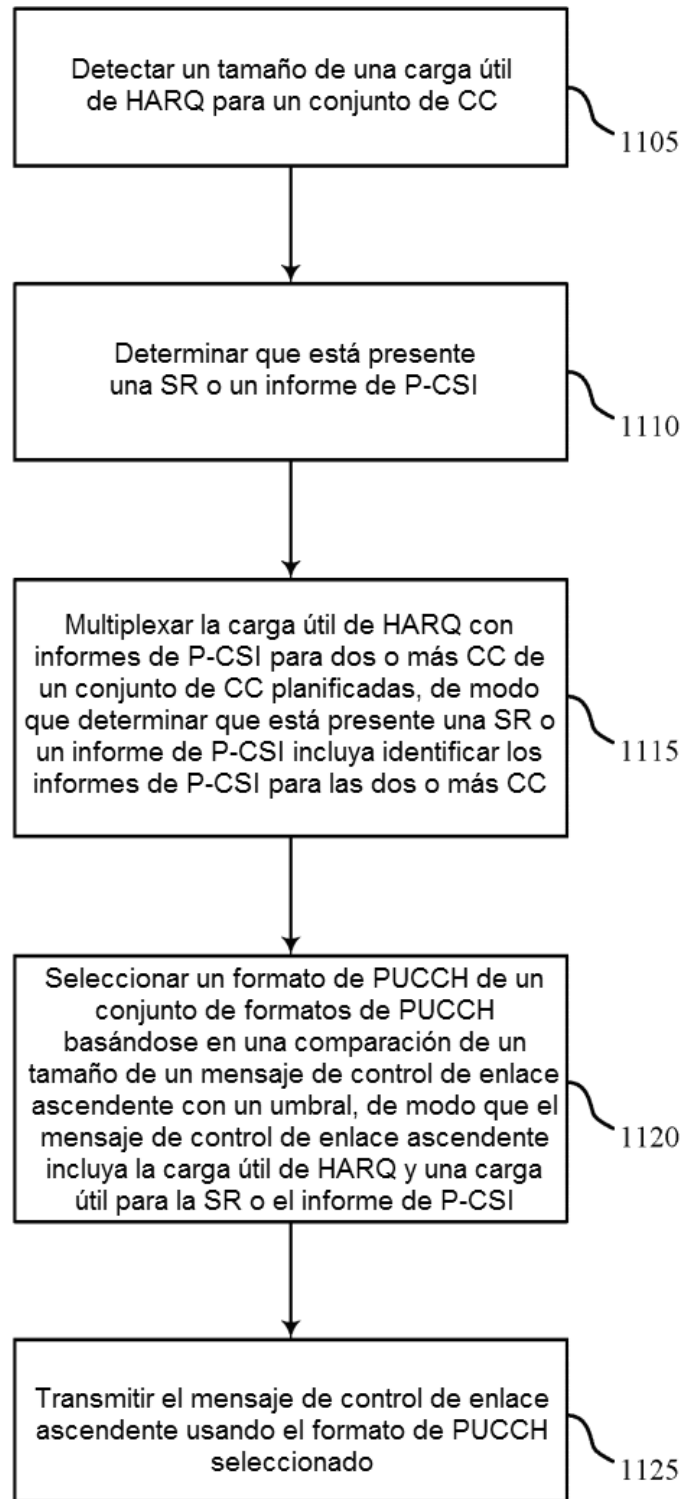 Detectar un tamaño de una carga útil
de HARQ para un conjunto de CC
1105
Determinar que está presente
una SR o un informe de P-CSI
1110
Multiplexar la carga útil de HARQ con
informes de P-CSI para dos o más CC de
un conjunto de CC planificadas, de modo
que determinar que está presente una SR o
un informe de P-CSI incluya identificar los
informes de P-CSI para las dos o más CC
1115
Seleccionar un formato de PUCCH de un
conjunto de formatos de PUCCH
basándose en una comparación de un
tamaño de un mensaje de control de enlace
ascendente con un umbral, de modo que el
mensaje de control de enlace ascendente
incluya la carga útil de HARQ y una carga
útil para la SR o el informe de P-CSI
1120
Transmitir el mensaje de control de enlace
ascendente usando el formato de PUCCH
seleccionado
1125